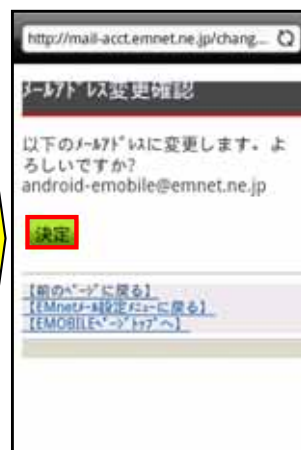 http://mail-acct.emnet.ne.jp/chang...
ﾒｰﾙｱﾄﾞﾚｽ変更確認
以下のﾒｰﾙｱﾄﾞﾚｽに変更します。よ
ろしいですか?
android-emobile@emnet.ne.jp
決定
【前のﾍﾟｰｼﾞに戻る】
【EMnetﾒｰﾙ設定ﾒﾆｭｰに戻る】
【EMOBILEﾍﾟｰｼﾞﾄｯﾌﾟへ】